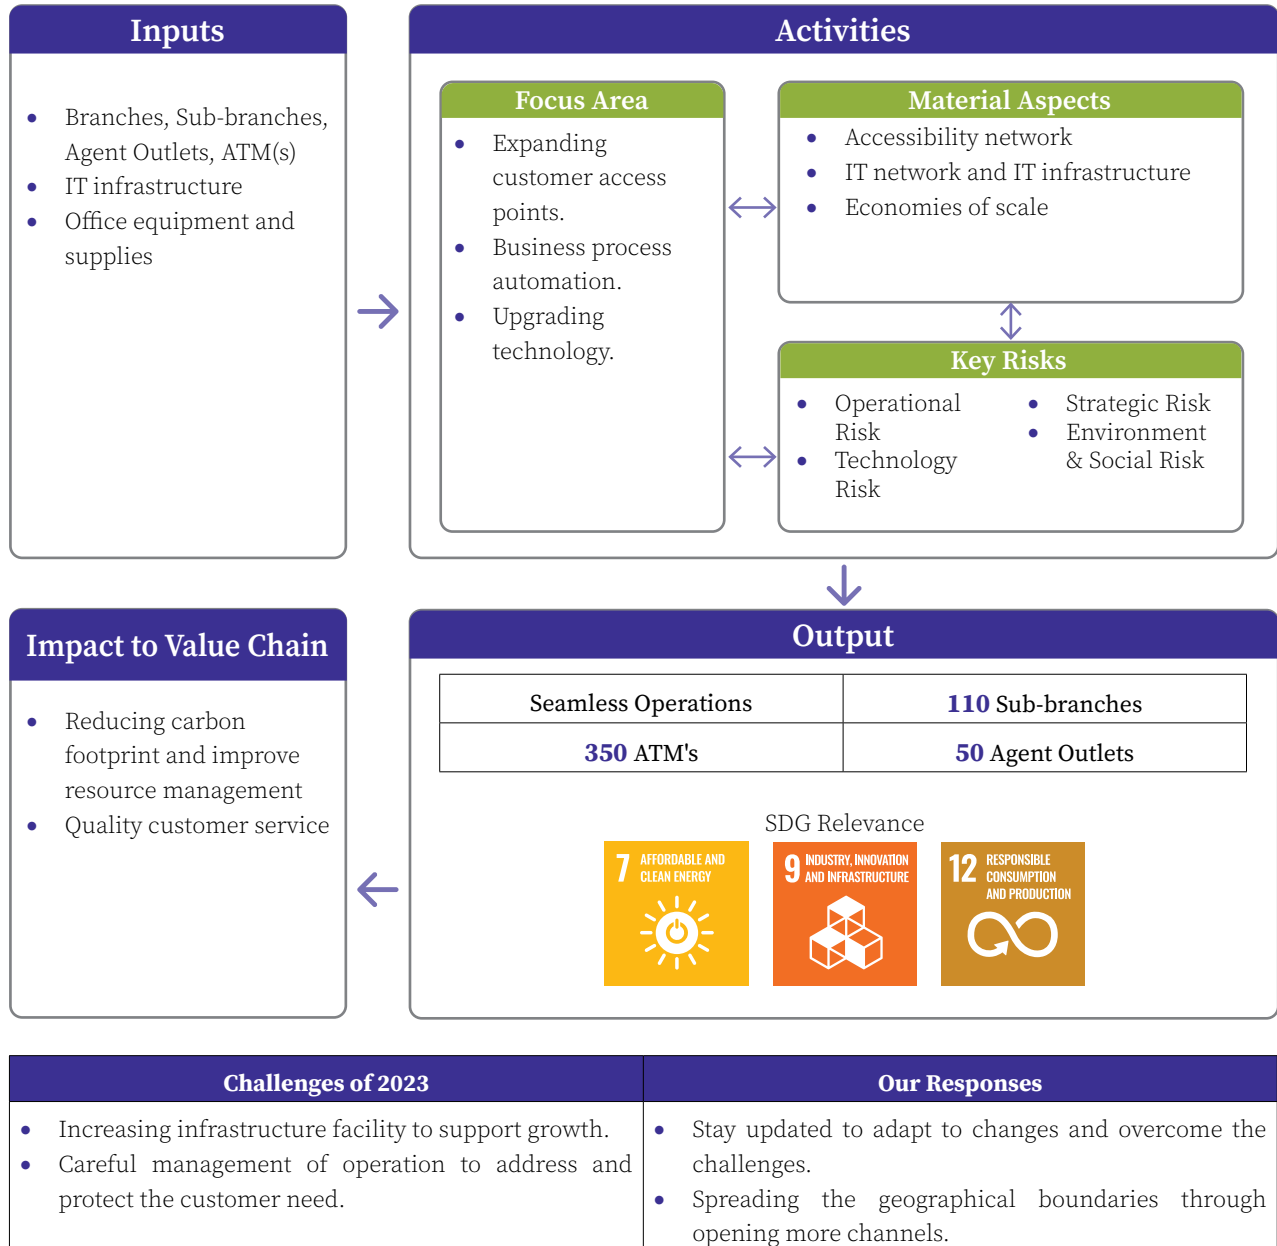 Inputs
• Branches, Sub-branches,
Agent Outlets, ATM(s)
• IT infrastructure
• Office equipment and
supplies
Activities
Focus Area
• Expanding
customer access
points.
• Business process
automation.
• Upgrading
technology.
Material Aspects
• Accessibility network
• IT network and IT infrastructure
• Economies of scale
Key Risks
• Operational
Risk
• Technology
Risk
• Strategic Risk
• Environment
& Social Risk
Impact to Value Chain
• Reducing carbon
footprint and improve
resource management
• Quality customer service
Output
Seamless Operations
110 Sub-branches
350 ATM's
50 Agent Outlets
SDG Relevance
7 AFFORDABLE AND
CLEAN ENERGY
9 INDUSTRY, INNOVATION
AND INFRASTRUCTURE
12 RESPONSIBLE
CONSUMPTION
AND PRODUCTION
Challenges of 2023
• Increasing infrastructure facility to support growth.
• Careful management of operation to address and
protect the customer need.
Our Responses
• Stay updated to adapt to changes and overcome the
challenges.
• Spreading the geographical boundaries through
opening more channels.